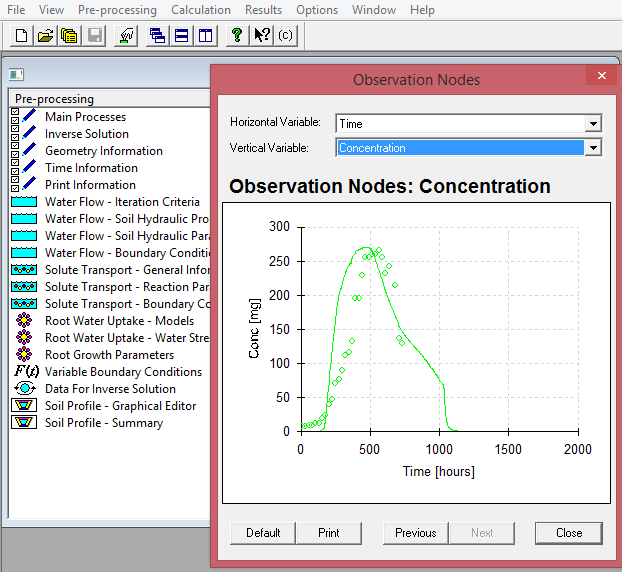 File View Pre-processing Calculation Results Options Window Help
Observation Nodes
Pre-processing
Main Processes
Inverse Solution
Geometry Information
Time Information
Print Information
Water Flow - Iteration Criteria
Water Flow - Soil Hydraulic Pro
Water Flow - Soil Hydraulic Para
Water Flow - Boundary Conditio
Solute Transport - General Infor
Solute Transport - Reaction Par
Solute Transport - Boundary Co
Root Water Uptake - Models
Root Water Uptake - Water Stre
Root Growth Parameters
F(t) Variable Boundary Conditions
Data For Inverse Solution
Soil Profile - Graphical Editor
Soil Profile - Summary
Horizontal Variable: Time
Vertical Variable: Concentration
Observation Nodes: Concentration
Conc [mg]
300
250
200
150
100
50
0
0 500 1000 1500 2000
Time [hours]
Default Print Previous Next Close